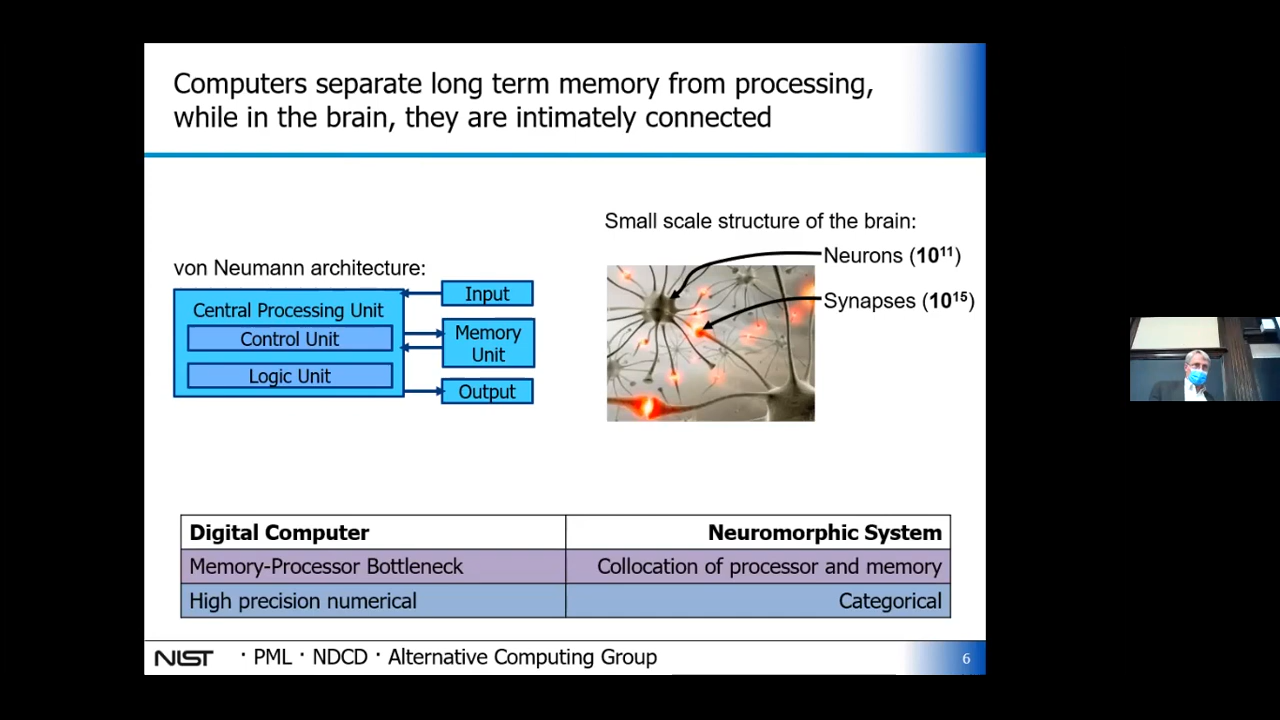 Computers separate long term memory from processing,
while in the brain, they are intimately connected
von Neumann architecture:
Central Processing Unit
Control Unit
Logic Unit
Input
Memory
Unit
Output
Small scale structure of the brain:
Neurons (10¹¹)
Synapses (10¹⁵)
Digital Computer Neuromorphic System
Memory-Processor Bottleneck Collocation of processor and memory
High precision numerical Categorical
NIST · PML · NDCD · Alternative Computing Group 6